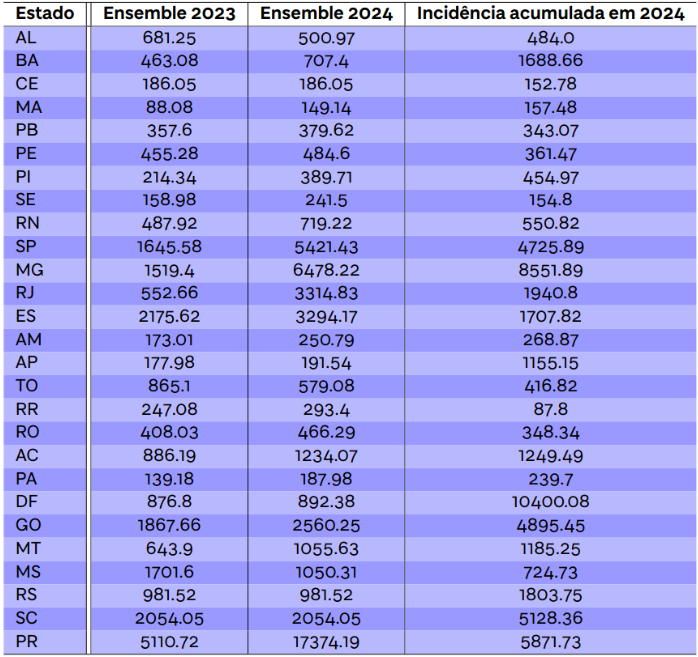 Estado Ensemble 2023 Ensemble 2024 Incidência acumulada em 2024
AL 681.25 500.97 484.0
BA 463.08 707.4 1688.66
CE 186.05 186.05 152.78
MA 88.08 149.14 157.48
PB 357.6 379.62 343.07
PE 455.28 484.6 361.47
PI 214.34 389.71 454.97
SE 158.98 241.5 154.8
RN 487.92 719.22 550.82
SP 1645.58 5421.43 4725.89
MG 1519.4 6478.22 8551.89
RJ 552.66 3314.83 1940.8
ES 2175.62 3294.17 1707.82
AM 173.01 250.79 268.87
AP 177.98 191.54 1155.15
TO 865.1 579.08 416.82
RR 247.08 293.4 87.8
RO 408.03 466.29 348.34
AC 886.19 1234.07 1249.49
PA 139.18 187.98 239.7
DF 876.8 892.38 10400.08
GO 1867.66 2560.25 4895.45
MT 643.9 1055.63 1185.25
MS 1701.6 1050.31 724.73
RS 981.52 981.52 1803.75
SC 2054.05 2054.05 5128.36
PR 5110.72 17374.19 5871.73